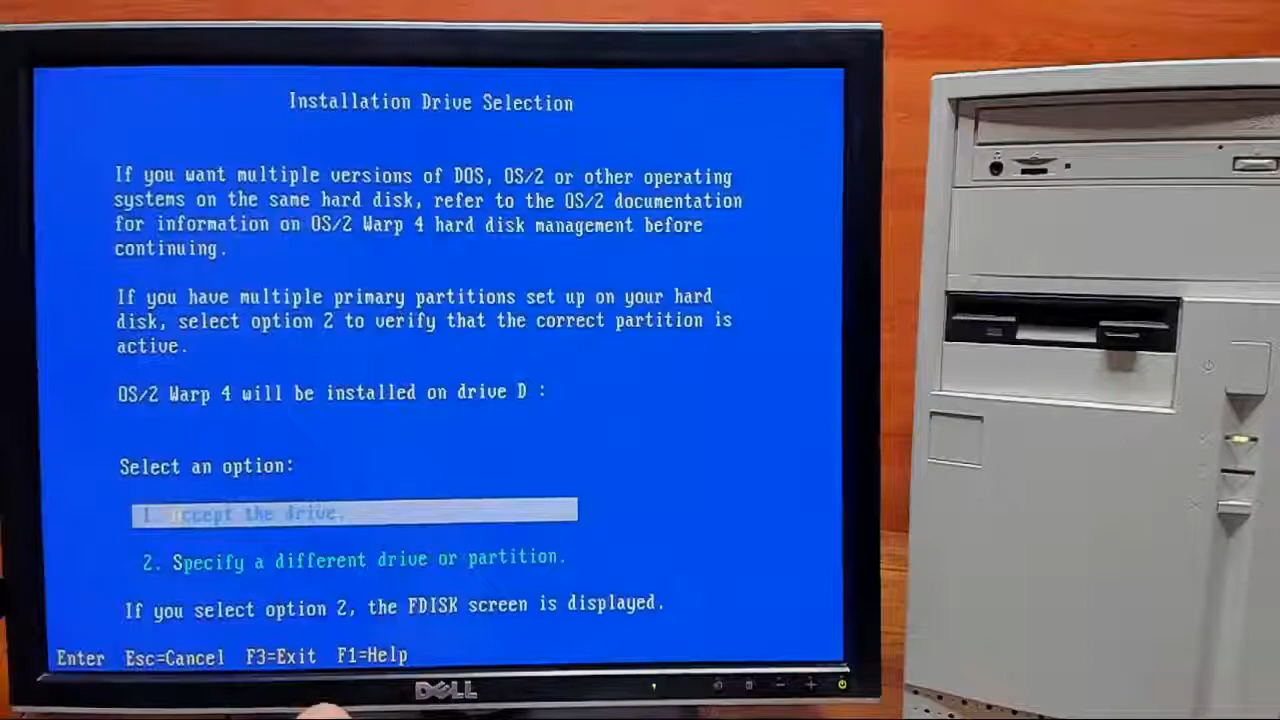 Installation Drive Selection
If you want multiple versions of DOS, OS/2 or other operating
systems on the same hard disk, refer to the OS/2 documentation
for information on OS/2 Warp 4 hard disk management before
continuing.
If you have multiple primary partitions set up on your hard
disk, select option 2 to verify that the correct partition is
active.
OS/2 Warp 4 will be installed on drive D :
Select an option:
1. Accept the drive.
2. Specify a different drive or partition.
If you select option 2, the FDISK screen is displayed.
Enter Esc=Cancel F3=Exit F1=Help
DELL